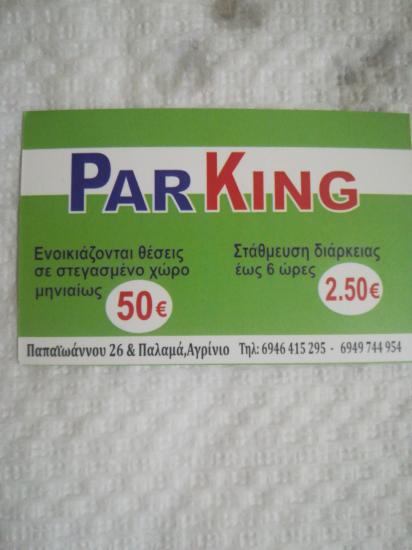 PARKING
Ενοικιάζονται θέσεις
σε στεγασμένο χώρο
μηνιαίως 50€
Στάθμευση διάρκειας
έως 6 ώρες 2.50€
Παπαϊωάννου 26 & Παλαμά,Αγρίνιο Τηλ: 6946 415 295 - 6949 744 954